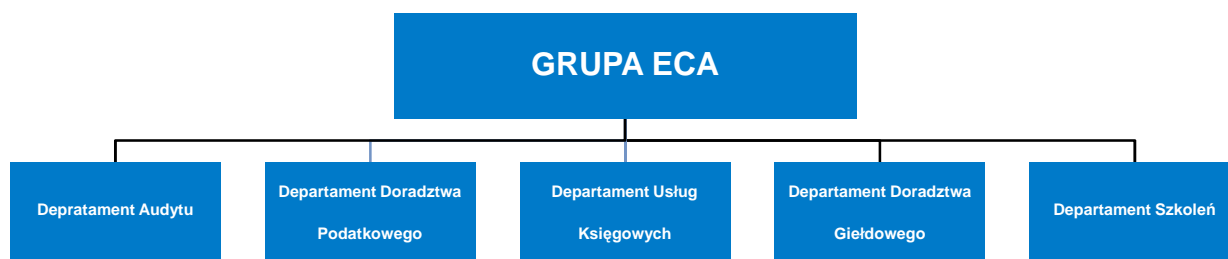 GRUPA ECA
Depratament Audytu
Departament Doradztwa
Podatkowego
Departament Usług
Księgowych
Departament Doradztwa
Giełdowego
Departament Szkoleń